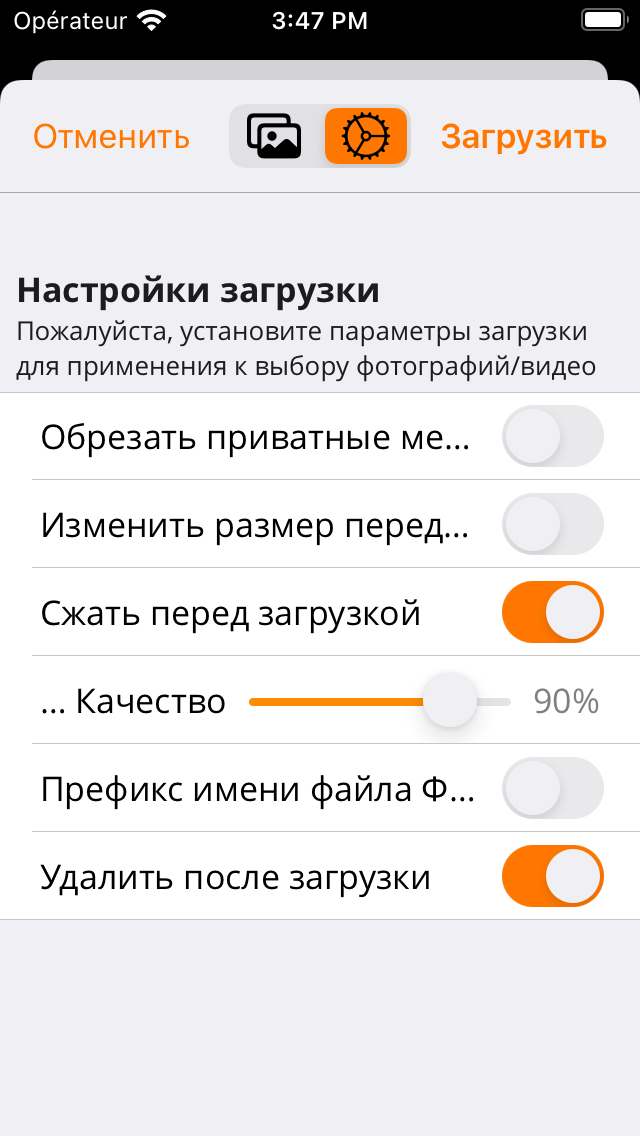 Opérateur 3:47 PM
Отменить Загрузить
Настройки загрузки
Пожалуйста, установите параметры загрузки
для применения к выбору фотографий/видео
Обрезать приватные ме...
Изменить размер перед...
Сжать перед загрузкой
... Качество 90%
Префикс имени файла Ф...
Удалить после загрузки